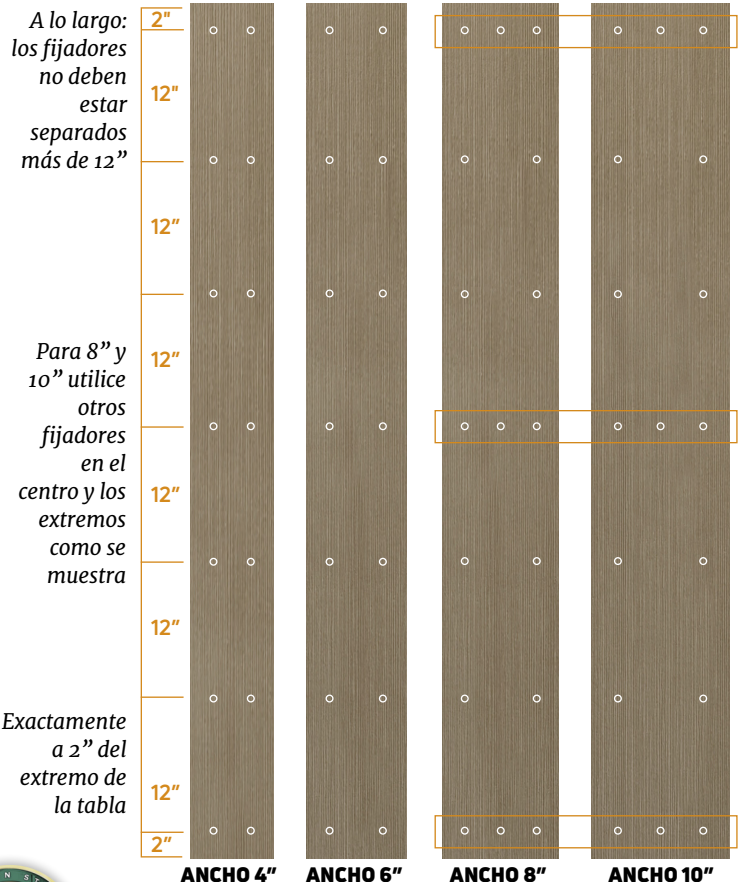 A lo largo:
los fijadores
no deben
estar
separados
más de 12”
Para 8” y
10” utilice
otros
fijadores
en el
centro y los
extremos
como se
muestra
Exactamente
a 2” del
extremo de
la tabla
2"
12"
12"
12"
12"
12"
12"
2"
ANCHO 4” ANCHO 6” ANCHO 8” ANCHO 10”